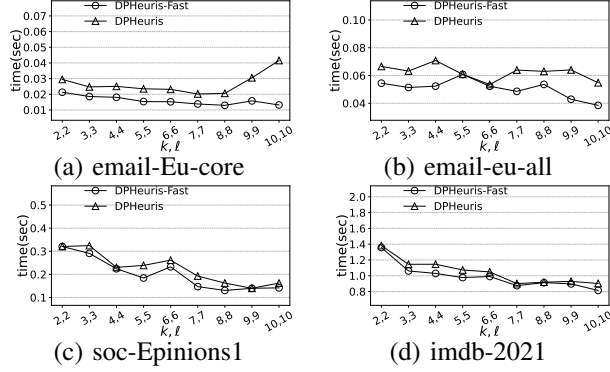 DPHeuris-Fast
DPHeuris
time(sec)
0.07
0.06
0.05
0.04
0.03
0.02
0.01
2,2 3,3 4,4 5,5 6,6 7,7 8,8 9,9 10,10
k, ℓ
(a) email-Eu-core
DPHeuris-Fast
DPHeuris
time(sec)
0.10
0.08
0.06
0.04
2,2 3,3 4,4 5,5 6,6 7,7 8,8 9,9 10,10
k, ℓ
(b) email-eu-all
DPHeuris-Fast
DPHeuris
time(sec)
0.5
0.4
0.3
0.2
0.1
2,2 3,3 4,4 5,5 6,6 7,7 8,8 9,9 10,10
k, ℓ
(c) soc-Epinions1
DPHeuris-Fast
DPHeuris
time(sec)
2.0
1.8
1.6
1.4
1.2
1.0
0.8
2,2 3,3 4,4 5,5 6,6 7,7 8,8 9,9 10,10
k, ℓ
(d) imdb-2021